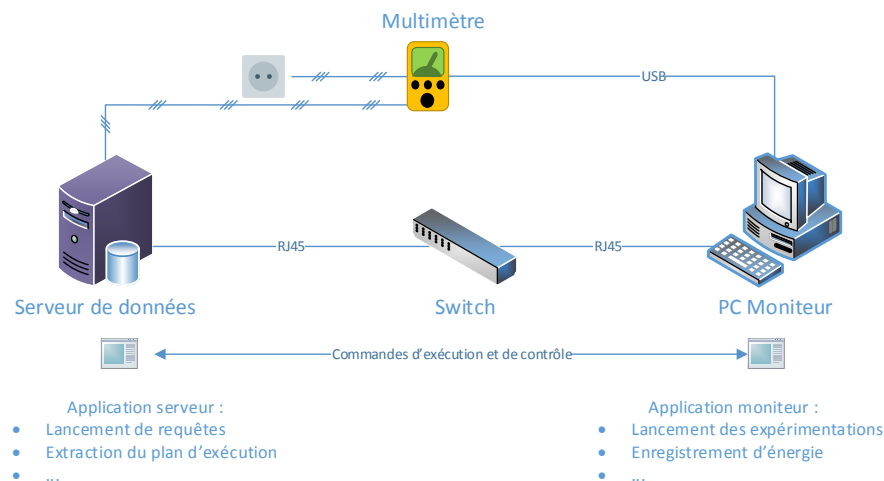 Multimètre
USB
RJ45
RJ45
Serveur de données
Switch
PC Moniteur
Commandes d'exécution et de contrôle
Application serveur :
• Lancement de requêtes
• Extraction du plan d'exécution
• ...
Application moniteur :
• Lancement des expérimentations
• Enregistrement d'énergie
• ...